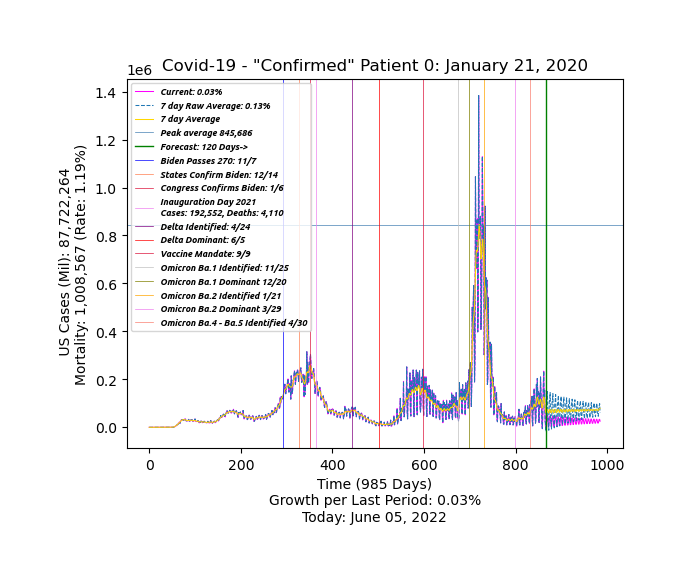 Covid-19 - "Confirmed" Patient 0: January 21, 2020
1e6
1.4
1.2
1.0
0.8
0.6
0.4
0.2
0.0
US Cases (Mil): 87,722,264
Mortality: 1,008,567 (Rate: 1.19%)
Current: 0.03%
7 day Raw Average: 0.13%
7 day Average
Peak average 845,686
Forecast: 120 Days->
Biden Passes 270: 11/7
States Confirm Biden: 12/14
Congress Confirms Biden: 1/6
Inauguration Day 2021
Cases: 192,552, Deaths: 4,110
Delta Identified: 4/24
Delta Dominant: 6/5
Vaccine Mandate: 9/9
Omicron Ba.1 Identified: 11/25
Omicron Ba.1 Dominant 12/20
Omicron Ba.2 Identified 1/21
Omicron Ba.2 Dominant 3/29
Omicron Ba.4 - Ba.5 Identified 4/30
0 200 400 600 800 1000
Time (985 Days)
Growth per Last Period: 0.03%
Today: June 05, 2022